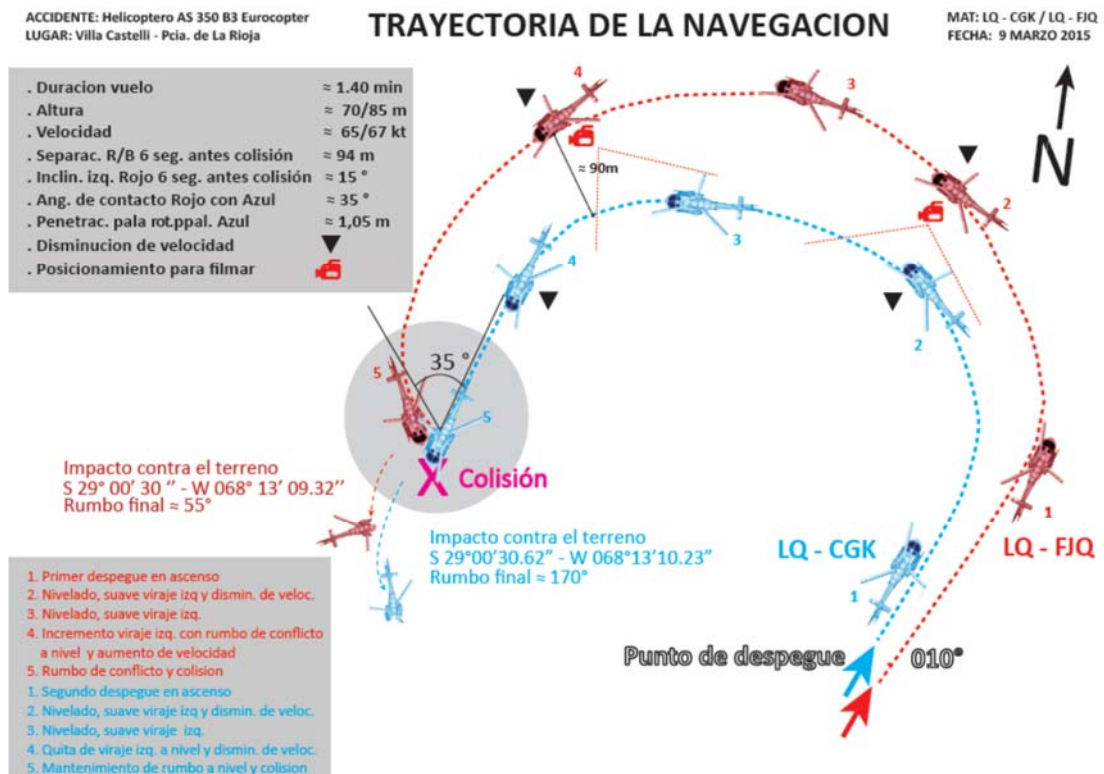 ACCIDENTE: Helicoptero AS 350 B3 Eurocopter
LUGAR: Villa Castelli - Pcia. de La Rioja
TRAYECTORIA DE LA NAVEGACION
MAT: LQ - CGK / LQ - FJQ
FECHA: 9 MARZO 2015
. Duracion vuelo ≈ 1.40 min
. Altura ≈ 70/85 m
. Velocidad ≈ 65/67 kt
. Separac. R/B 6 seg. antes colisión ≈ 94 m
. Inclin. izq. Rojo 6 seg. antes colisión ≈ 15 °
. Ang. de contacto Rojo con Azul ≈ 35 °
. Penetrac. pala rot.ppal. Azul ≈ 1,05 m
. Disminucion de velocidad
. Posicionamiento para filmar
N
4
3
2
1
5
≈ 90m
3
4
2
1
5
35 °
X Colisión
Impacto contra el terreno
S 29° 00' 30 '' - W 068° 13' 09.32''
Rumbo final ≈ 55°
Impacto contra el terreno
S 29°00'30.62'' - W 068°13'10.23''
Rumbo final ≈ 170°
LQ - CGK
LQ - FJQ
Punto de despegue
010°
1. Primer despegue en ascenso
2. Nivelado, suave viraje izq y dismin. de veloc.
3. Nivelado, suave viraje izq.
4. Incremento viraje izq. con rumbo de conflicto
a nivel y aumento de velocidad
5. Rumbo de conflicto y colision
1. Segundo despegue en ascenso
2. Nivelado, suave viraje izq y dismin. de veloc.
3. Nivelado, suave viraje izq.
4. Quita de viraje izq. a nivel y dismin. de veloc.
5. Mantenimiento de rumbo a nivel y colision